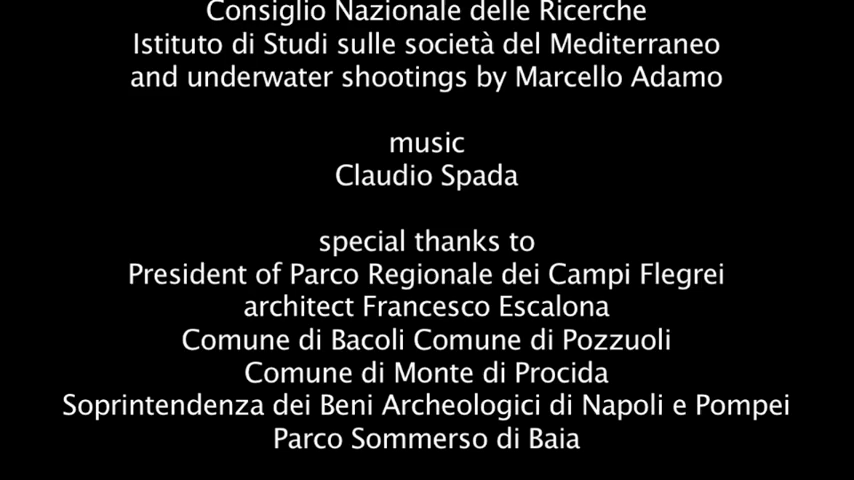 Consiglio Nazionale delle Ricerche
Istituto di Studi sulle società del Mediterraneo
and underwater shootings by Marcello Adamo
music
Claudio Spada
special thanks to
President of Parco Regionale dei Campi Flegrei
architect Francesco Escalona
Comune di Bacoli Comune di Pozzuoli
Comune di Monte di Procida
Soprintendenza dei Beni Archeologici di Napoli e Pompei
Parco Sommerso di Baia